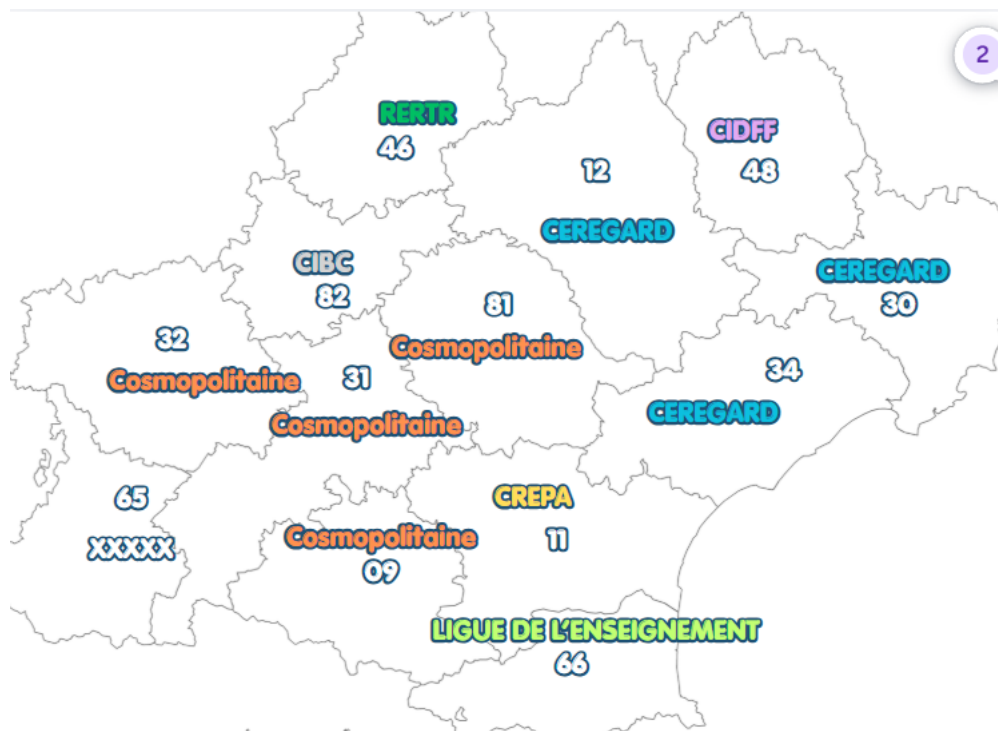 2
RERTR
46
CIDFF
48
12
CEREGARD
CIBC
82
CEREGARD
30
81
Cosmopolitaine
32
Cosmopolitaine
31
Cosmopolitaine
34
CEREGARD
65
XXXXX
CREPA
11
Cosmopolitaine
09
LIGUE DE L'ENSEIGNEMENT
66